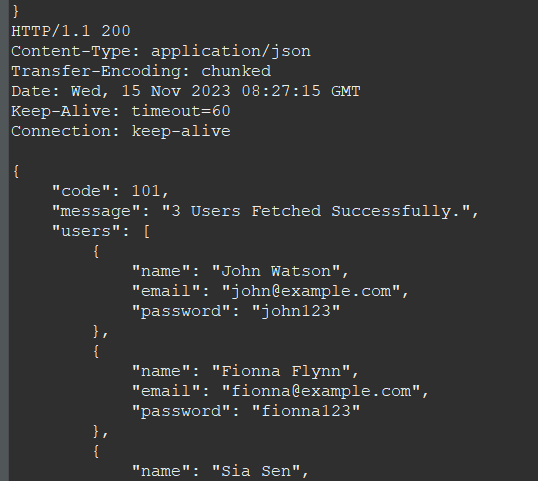 }
HTTP/1.1 200
Content-Type: application/json
Transfer-Encoding: chunked
Date: Wed, 15 Nov 2023 08:27:15 GMT
Keep-Alive: timeout=60
Connection: keep-alive
{
"code": 101,
"message": "3 Users Fetched Successfully.",
"users": [
{
"name": "John Watson",
"email": "john@example.com",
"password": "john123"
},
{
"name": "Fionna Flynn",
"email": "fionna@example.com",
"password": "fionna123"
},
{
"name": "Sia Sen",